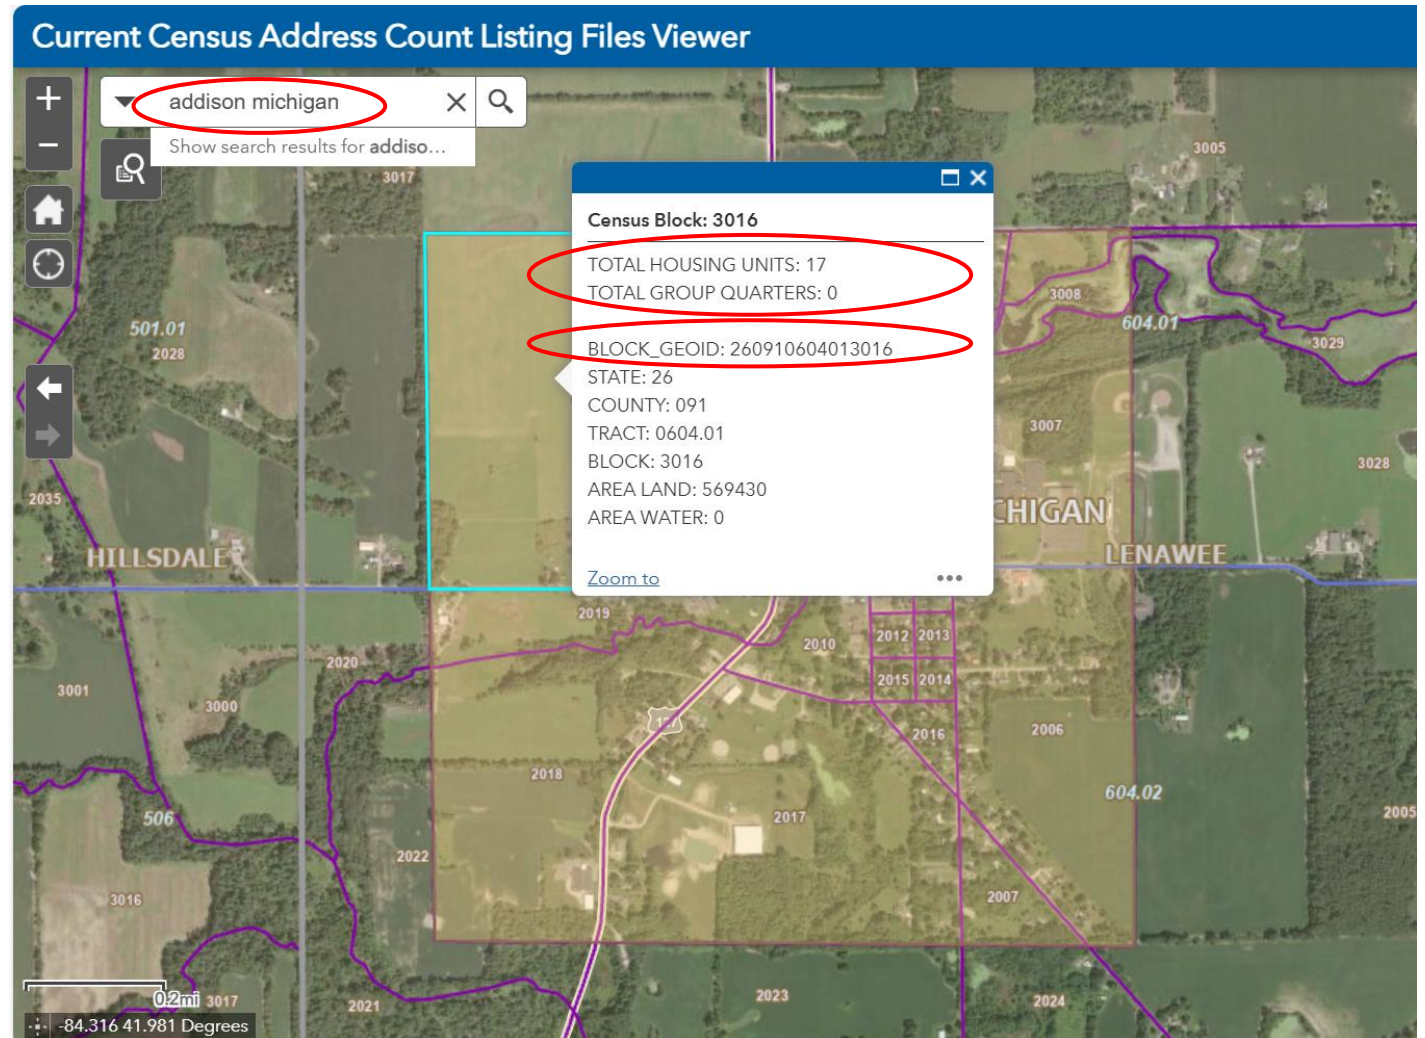 Current Census Address Count Listing Files Viewer
addison michigan
Show search results for addiso...
3005
3017
Census Block: 3016
TOTAL HOUSING UNITS: 17
TOTAL GROUP QUARTERS: 0
BLOCK_GEOID: 260910604013016
STATE: 26
COUNTY: 091
TRACT: 0604.01
BLOCK: 3016
AREA LAND: 569430
AREA WATER: 0
Zoom to
3008
604.01
501.01
3029
2028
3007
3028
2035
CHIGAN
HILLSDALE
LENAWEE
2019
2012 2013
2010
2020
2015 2014
3001
3000
127
2016
2006
2018
604.02
506
2017
2005
2022
3016
2007
0.2mi
3017
2021
2023
2024
-84.316 41.981 Degrees